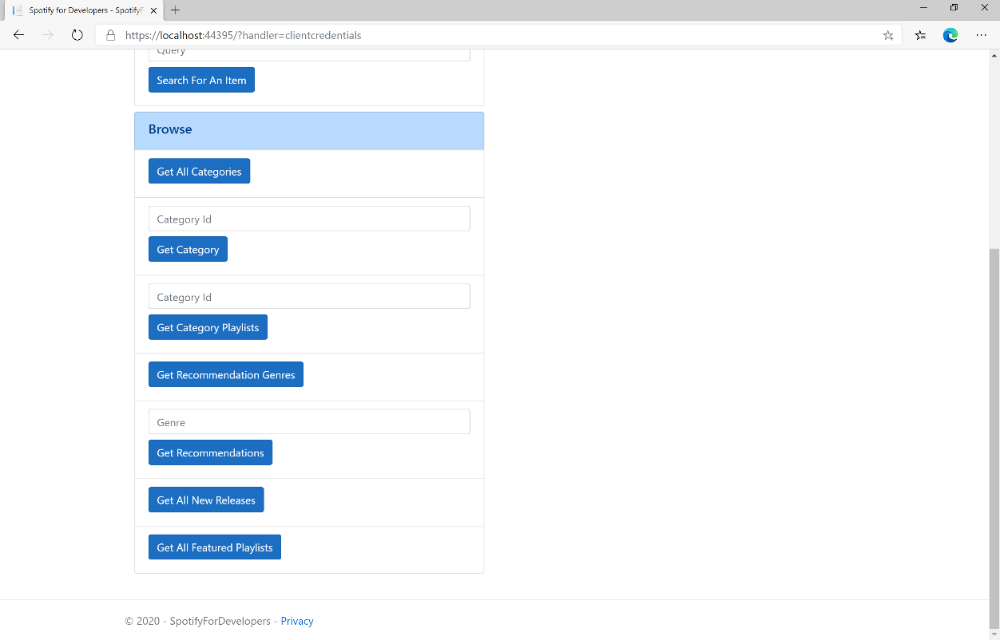 Spotify for Developers - SpotifyF
https://localhost:44395/?handler=clientcredentials
Query
Search For An Item
Browse
Get All Categories
Category Id
Get Category
Category Id
Get Category Playlists
Get Recommendation Genres
Genre
Get Recommendations
Get All New Releases
Get All Featured Playlists
© 2020 - SpotifyForDevelopers - Privacy